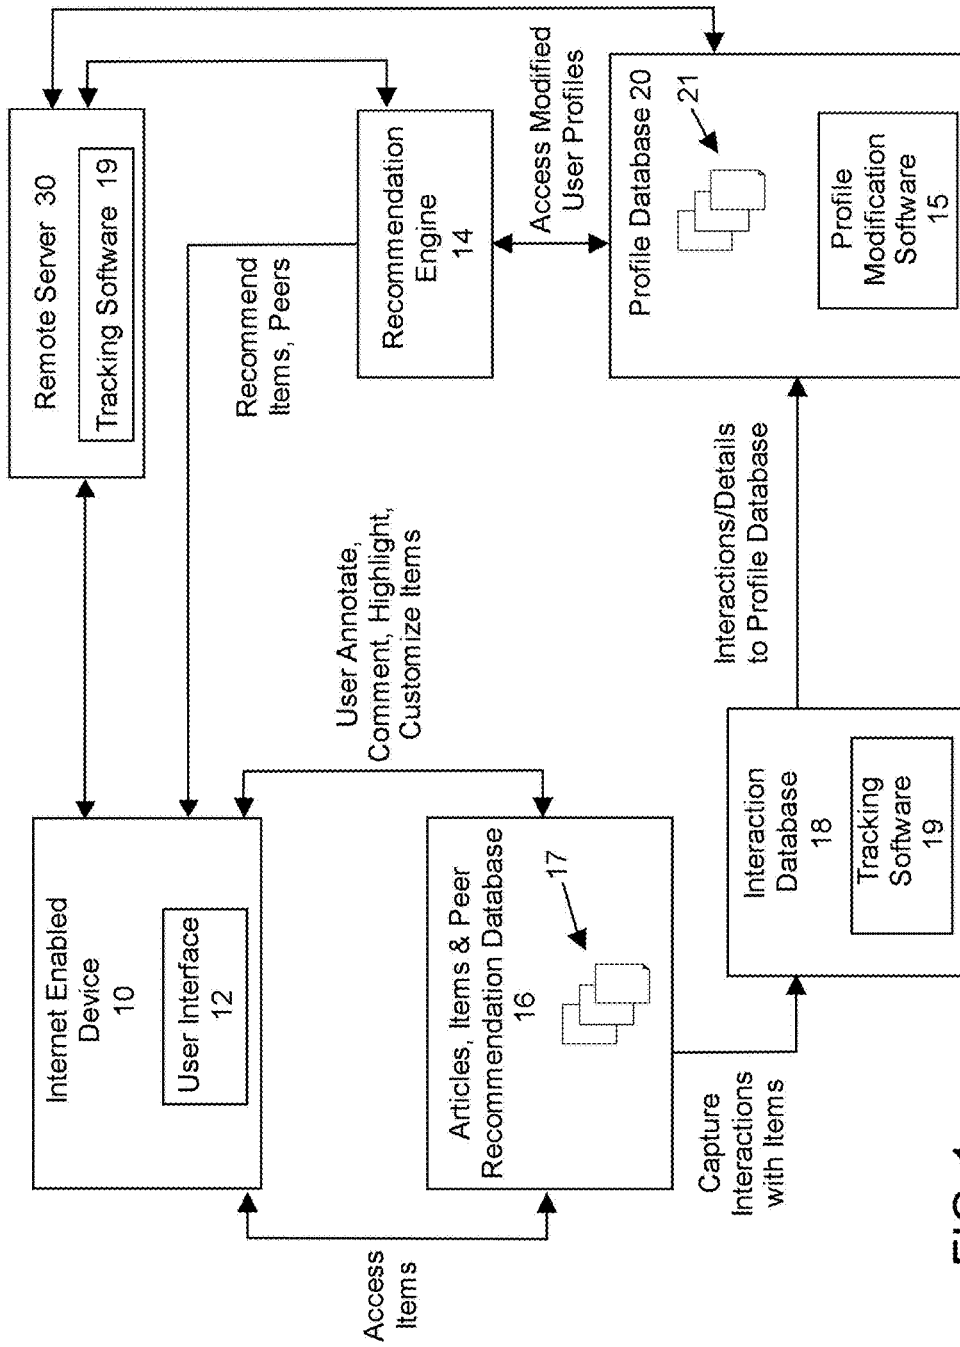 Internet Enabled
Device
10
User Interface
12
Remote Server 30
Tracking Software 19
Recommend
Items, Peers
Access
Items
User Annotate,
Comment, Highlight,
Customize Items
Recommendation
Engine
14
Articles, Items & Peer
Recommendation Database
16
17
Access Modified
User Profiles
Capture
Interactions
with Items
Interactions/Details
to Profile Database
Profile Database 20
21
Profile
Modification
Software
15
Interaction
Database
18
Tracking
Software
19